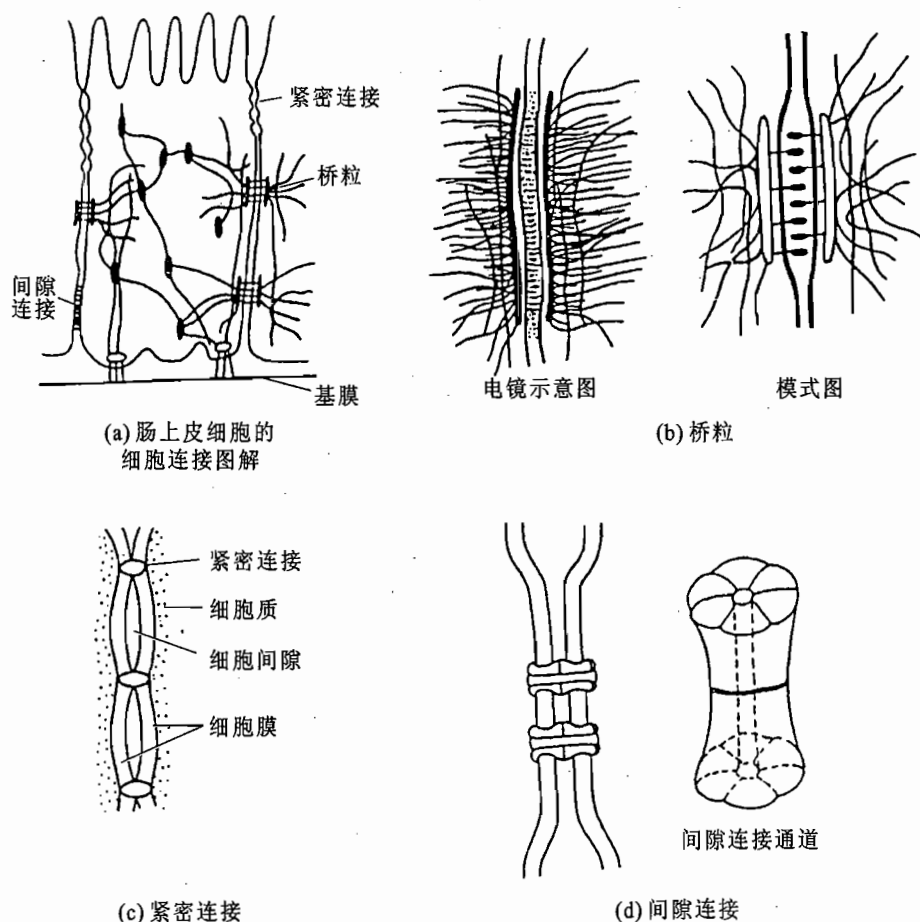 紧密连接
桥粒
间隙
连接
基膜
(a) 肠上皮细胞的
细胞连接图解
电镜示意图
模式图
(b) 桥粒
紧密连接
细胞质
细胞间隙
细胞膜
(c) 紧密连接
间隙连接通道
(d) 间隙连接